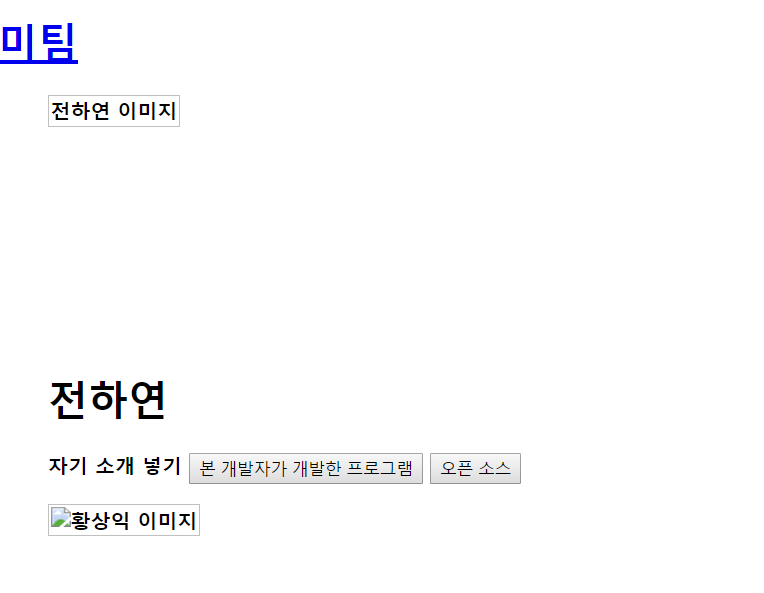 미팀
전하연 이미지
전하연
자기 소개 넣기 본 개발자가 개발한 프로그램 오픈 소스
황상익 이미지